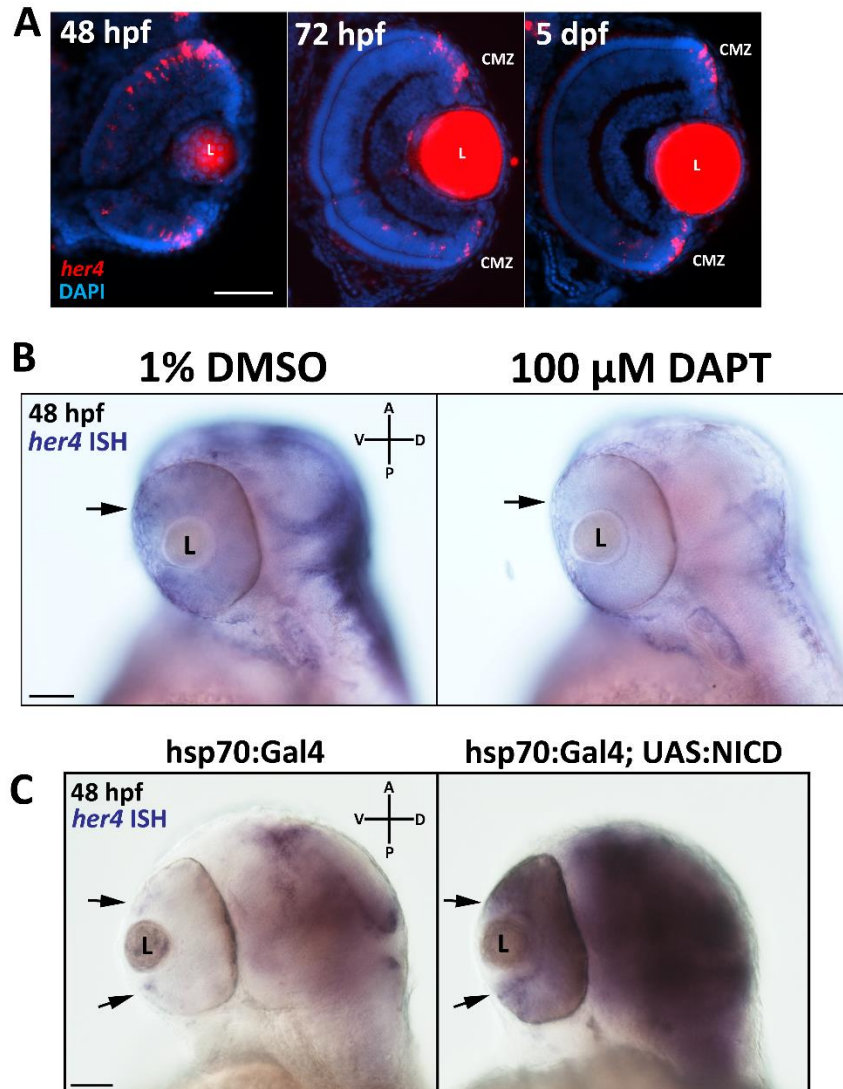 A
48 hpf
L
her4
DAPI
72 hpf
CMZ
L
CMZ
5 dpf
CMZ
L
CMZ
B
1% DMSO
100 µM DAPT
48 hpf
her4 ISH
A
V D
P
L
L
hsp70:Gal4
hsp70:Gal4; UAS:NICD
C
48 hpf
her4 ISH
A
V D
P
L
L